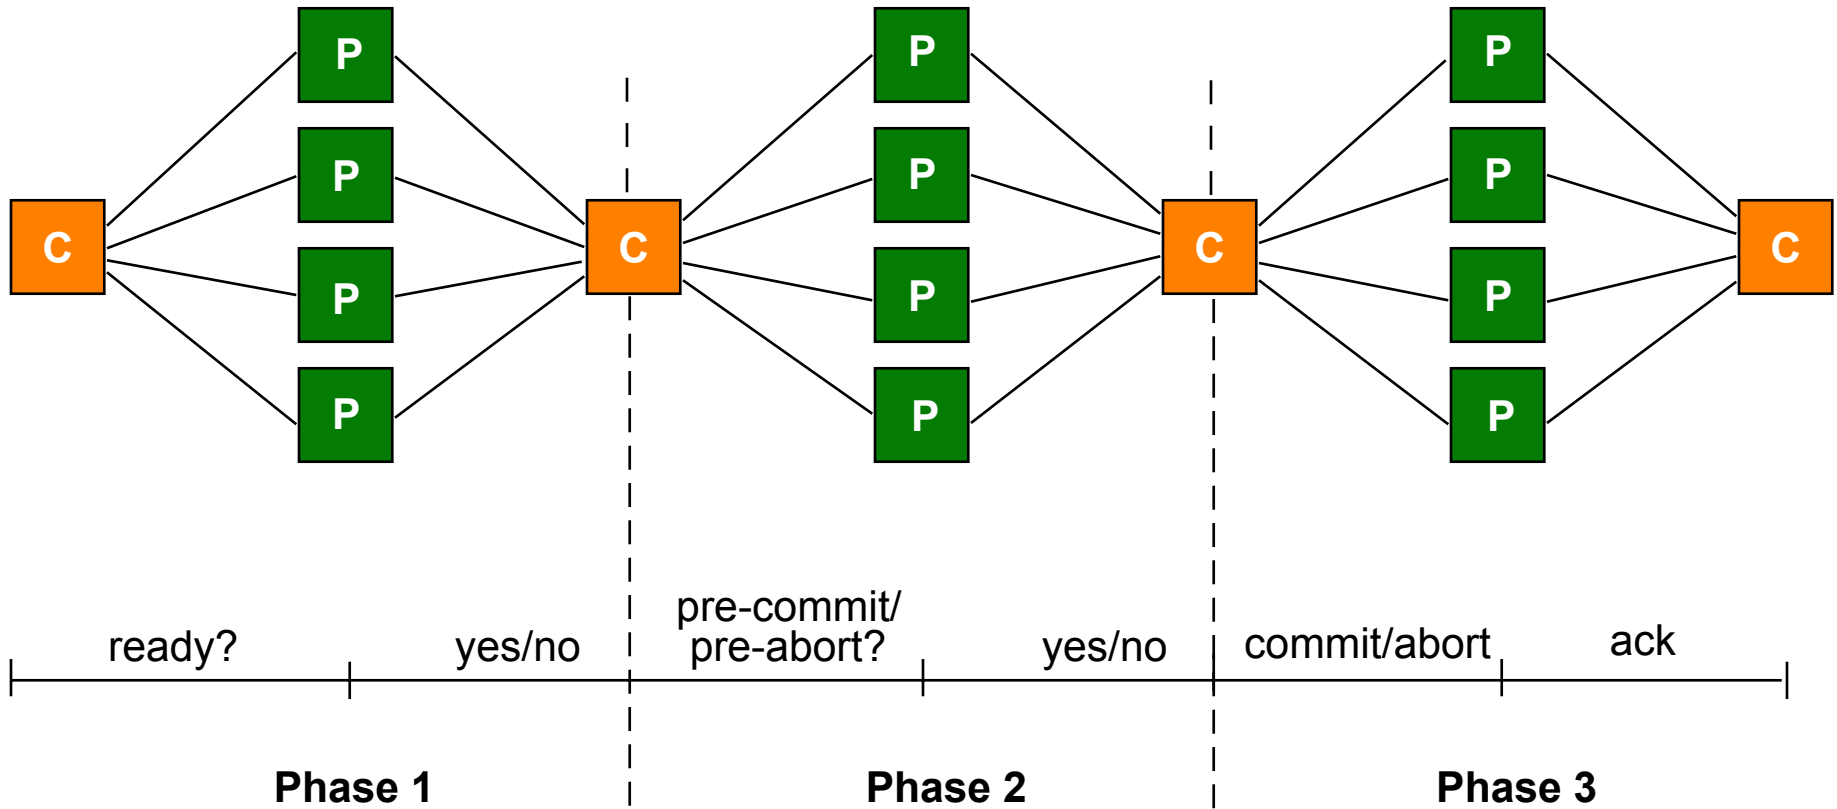 P
P
P
P
P
P
C
C
C
C
P
P
P
P
P
P
pre-commit/
ready?
yes/no
pre-abort?
yes/no
commit/abort
ack
Phase 1
Phase 2
Phase 3